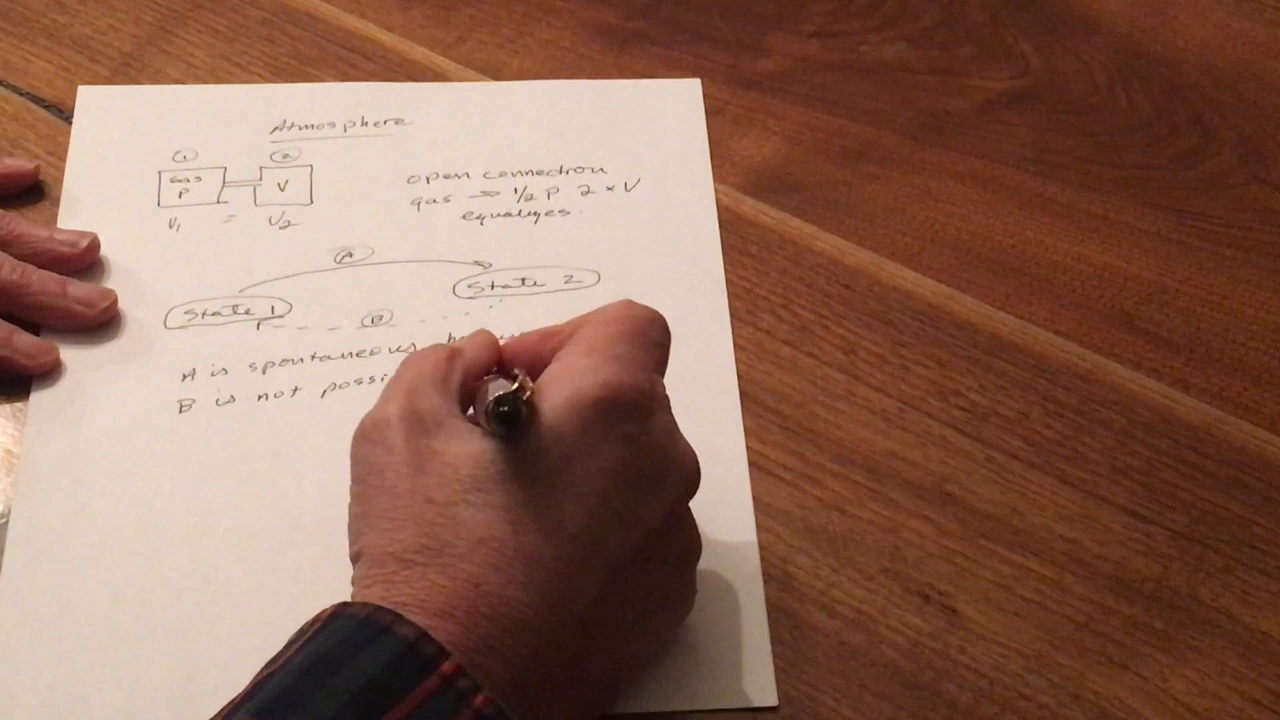 Atmosphere
① ②
Gas P V
V₁ = V₂
open connection
gas → ½ P 2 × V
equalizes.
A
State 1 State 2
B
A is spontaneous
B is not